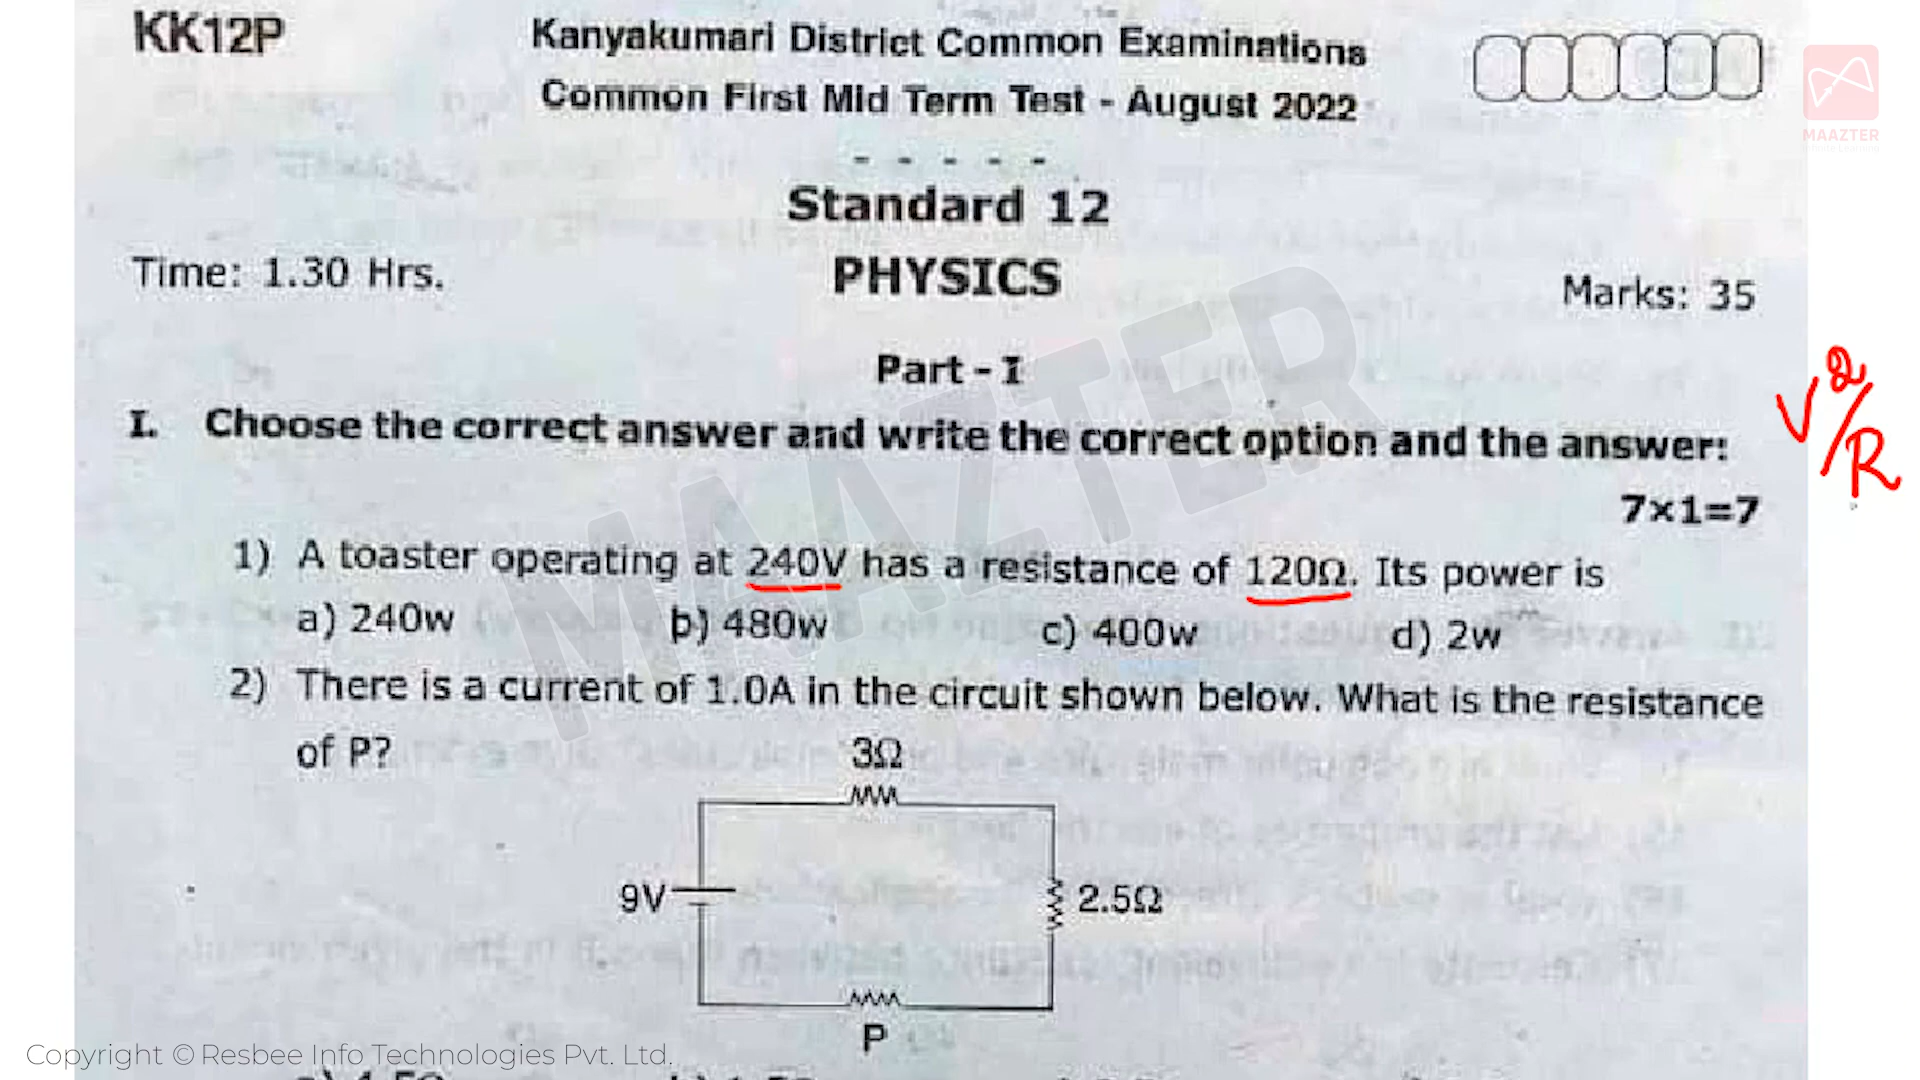 KK12P
Kanyakumari District Common Examinations
Common First Mid Term Test - August 2022
- - - - -
MAAZTER
Standard 12
Time: 1.30 Hrs.
PHYSICS
Marks: 35
Part - I
I. Choose the correct answer and write the correct option and the answer:
V²/R
7x1=7
1) A toaster operating at 240V has a resistance of 120Ω. Its power is
a) 240w b) 480w c) 400w d) 2w
2) There is a current of 1.0A in the circuit shown below. What is the resistance
of P?
3Ω
9V
2.5Ω
P
MAAZTER
Copyright © Resbee Info Technologies Pvt. Ltd.